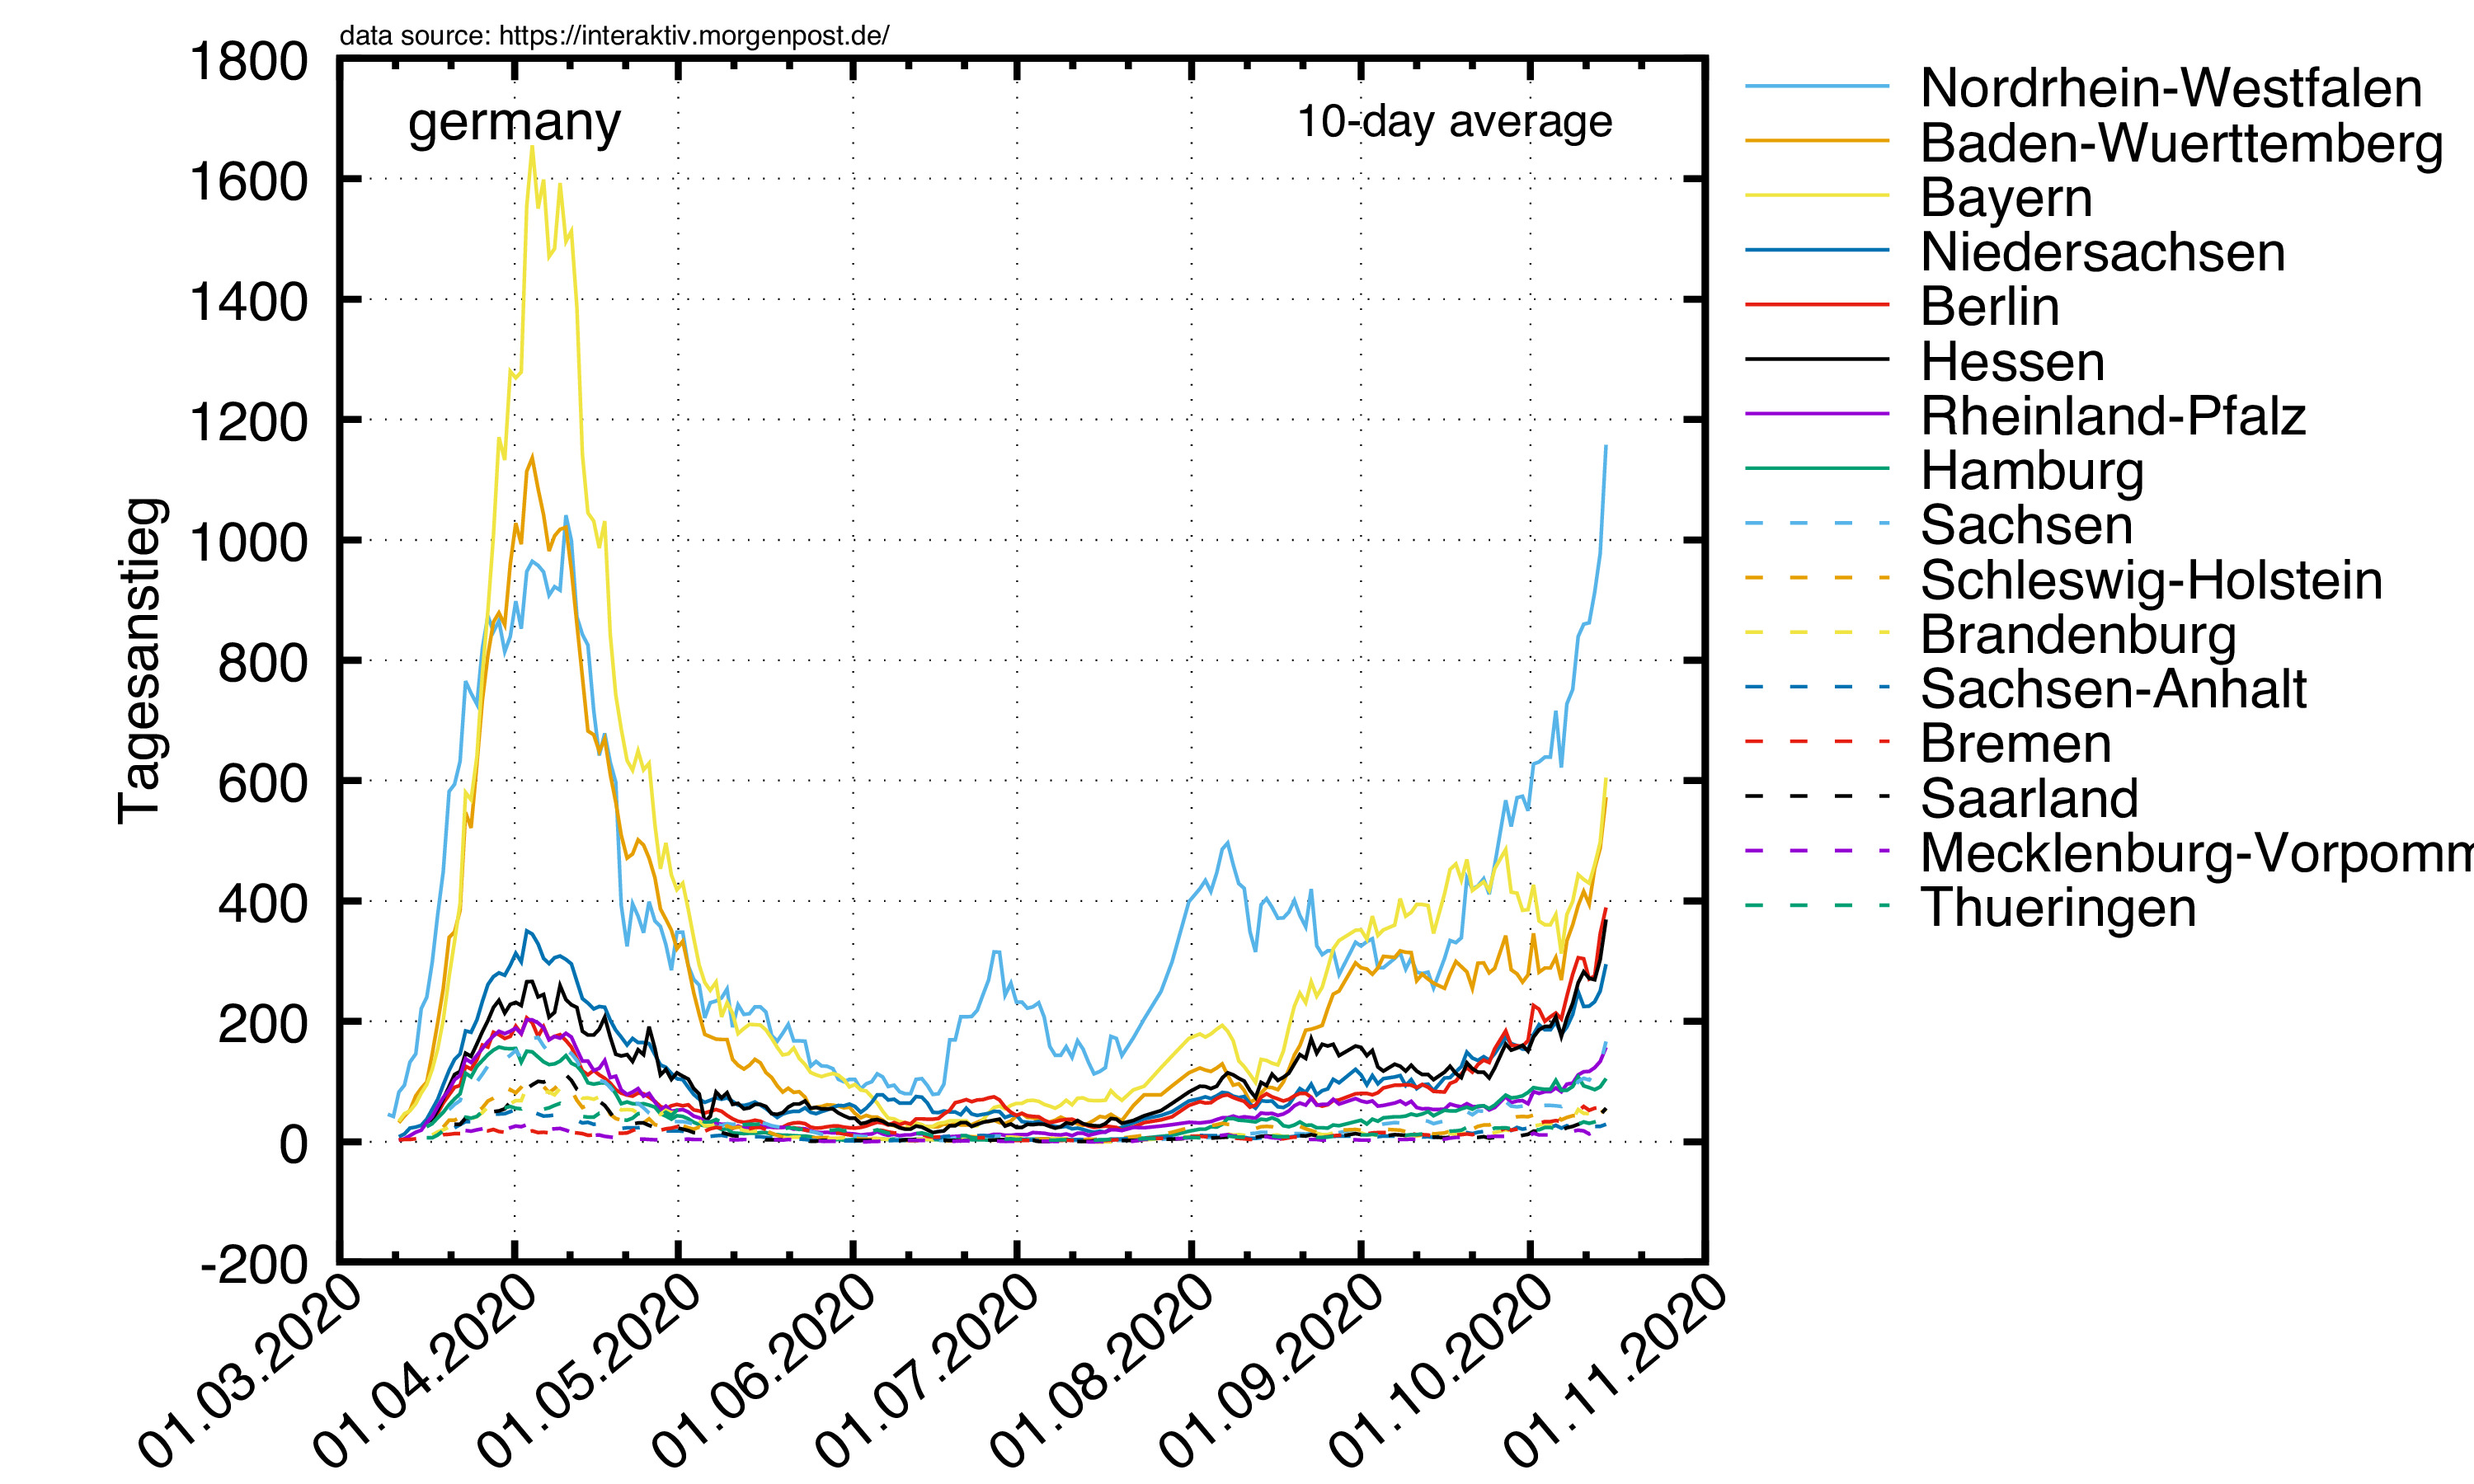 data source: https://interaktiv.morgenpost.de/
germany
10-day average
Tagesanstieg
1800
1600
1400
1200
1000
800
600
400
200
0
-200
01.03.2020
01.04.2020
01.05.2020
01.06.2020
01.07.2020
01.08.2020
01.09.2020
01.10.2020
01.11.2020
Nordrhein-Westfalen
Baden-Wuerttemberg
Bayern
Niedersachsen
Berlin
Hessen
Rheinland-Pfalz
Hamburg
Sachsen
Schleswig-Holstein
Brandenburg
Sachsen-Anhalt
Bremen
Saarland
Mecklenburg-Vorpomm
Thueringen